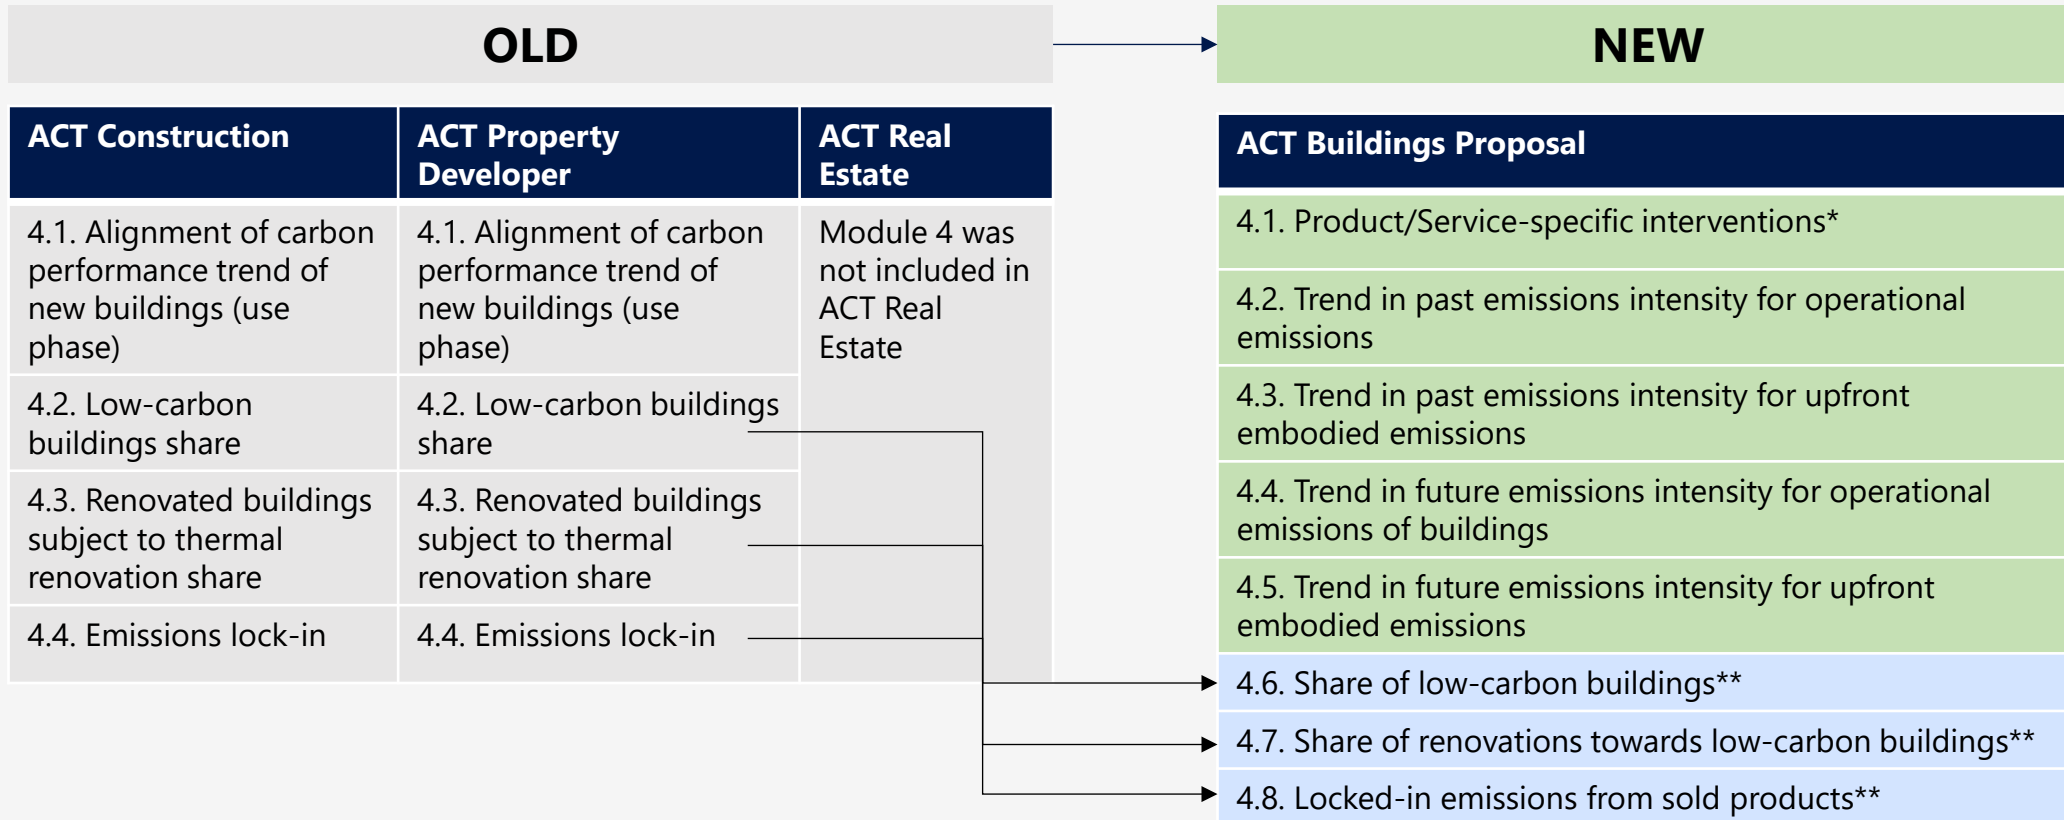 OLD
NEW
ACT Construction
ACT Property
Developer
ACT Real
Estate
4.1. Alignment of carbon
performance trend of
new buildings (use
phase)
4.1. Alignment of carbon
performance trend of
new buildings (use
phase)
Module 4 was
not included in
ACT Real
Estate
4.2. Low-carbon
buildings share
4.2. Low-carbon buildings
share
4.3. Renovated buildings
subject to thermal
renovation share
4.3. Renovated buildings
subject to thermal
renovation share
4.4. Emissions lock-in
4.4. Emissions lock-in
ACT Buildings Proposal
4.1. Product/Service-specific interventions*
4.2. Trend in past emissions intensity for operational
emissions
4.3. Trend in past emissions intensity for upfront
embodied emissions
4.4. Trend in future emissions intensity for operational
emissions of buildings
4.5. Trend in future emissions intensity for upfront
embodied emissions
4.6. Share of low-carbon buildings**
4.7. Share of renovations towards low-carbon buildings**
4.8. Locked-in emissions from sold products**